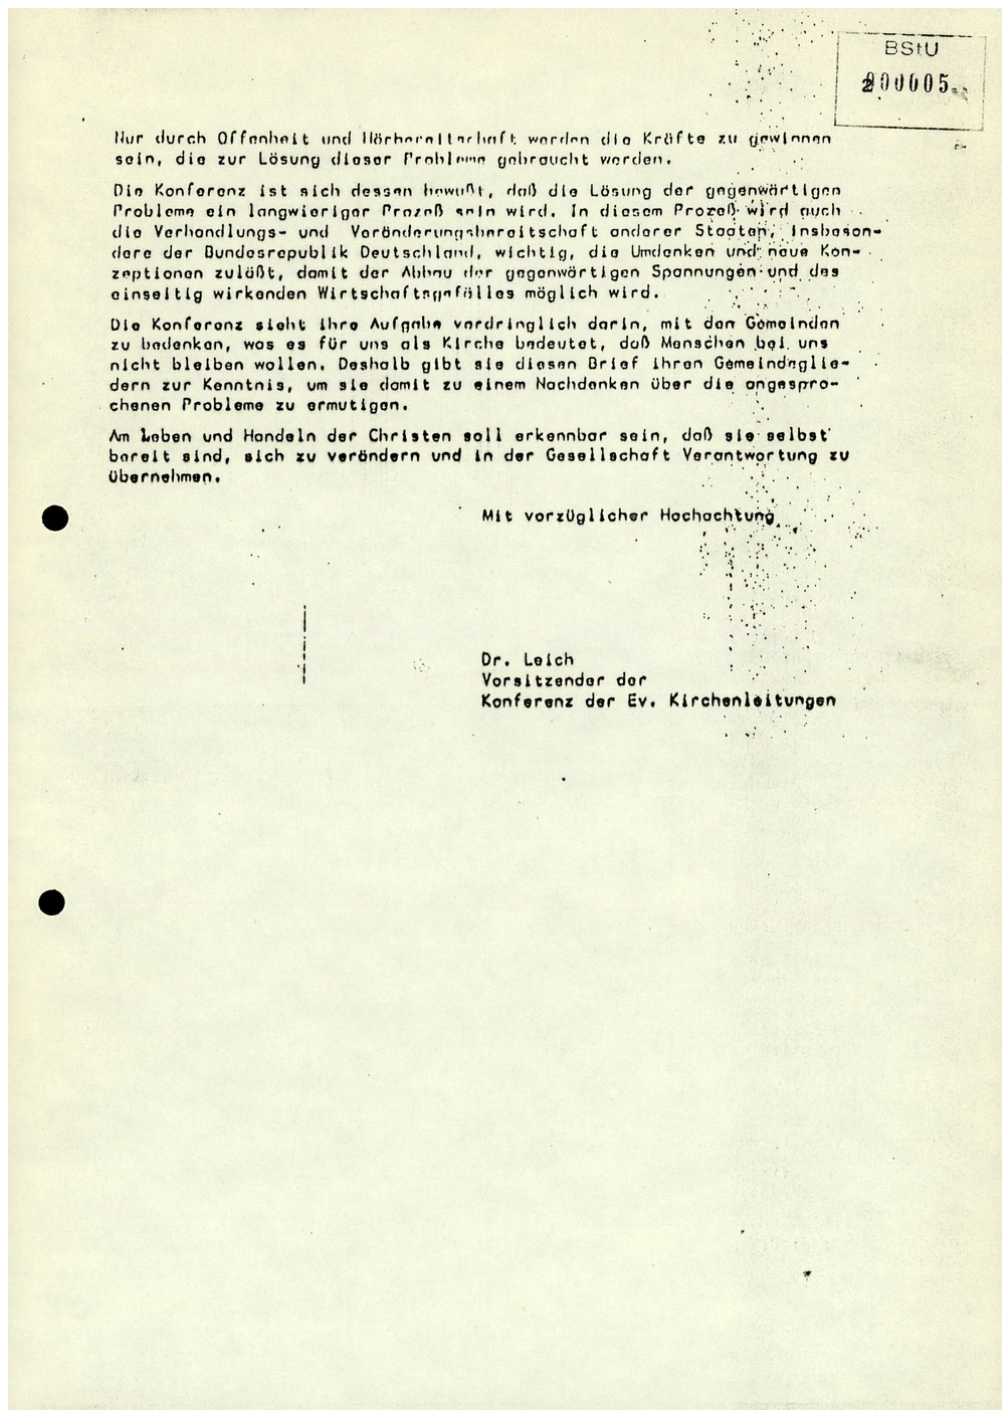 BStU
200005
Nur durch Offenheit und Hörbereitschaft werden die Kräfte zu gewinnen
sein, die zur Lösung dieser Probleme gebraucht werden.
Die Konferenz ist sich dessen bewußt, daß die Lösung der gegenwärtigen
Probleme ein langwieriger Prozeß sein wird. In diesem Prozeß wird auch
die Verhandlungs- und Veränderungsbereitschaft anderer Staaten, insbeson-
dere der Bundesrepublik Deutschland, wichtig, die Umdenken und neue Kon-
zeptionen zuläßt, damit der Abbau der gegenwärtigen Spannungen und des
einseitig wirkenden Wirtschaftsgefälles möglich wird.
Die Konferenz sieht ihre Aufgabe vordringlich darin, mit den Gemeinden
zu bedenken, was es für uns als Kirche bedeutet, daß Menschen bei uns
nicht bleiben wollen. Deshalb gibt sie diesen Brief ihren Gemeindeglie-
dern zur Kenntnis, um sie damit zu einem Nachdenken über die angespro-
chenen Probleme zu ermutigen.
Am Leben und Handeln der Christen soll erkennbar sein, daß sie selbst
bereit sind, sich zu verändern und in der Gesellschaft Verantwortung zu
übernehmen.
Mit vorzüglicher Hochachtung
Dr. Leich
Vorsitzender der
Konferenz der Ev. Kirchenleitungen